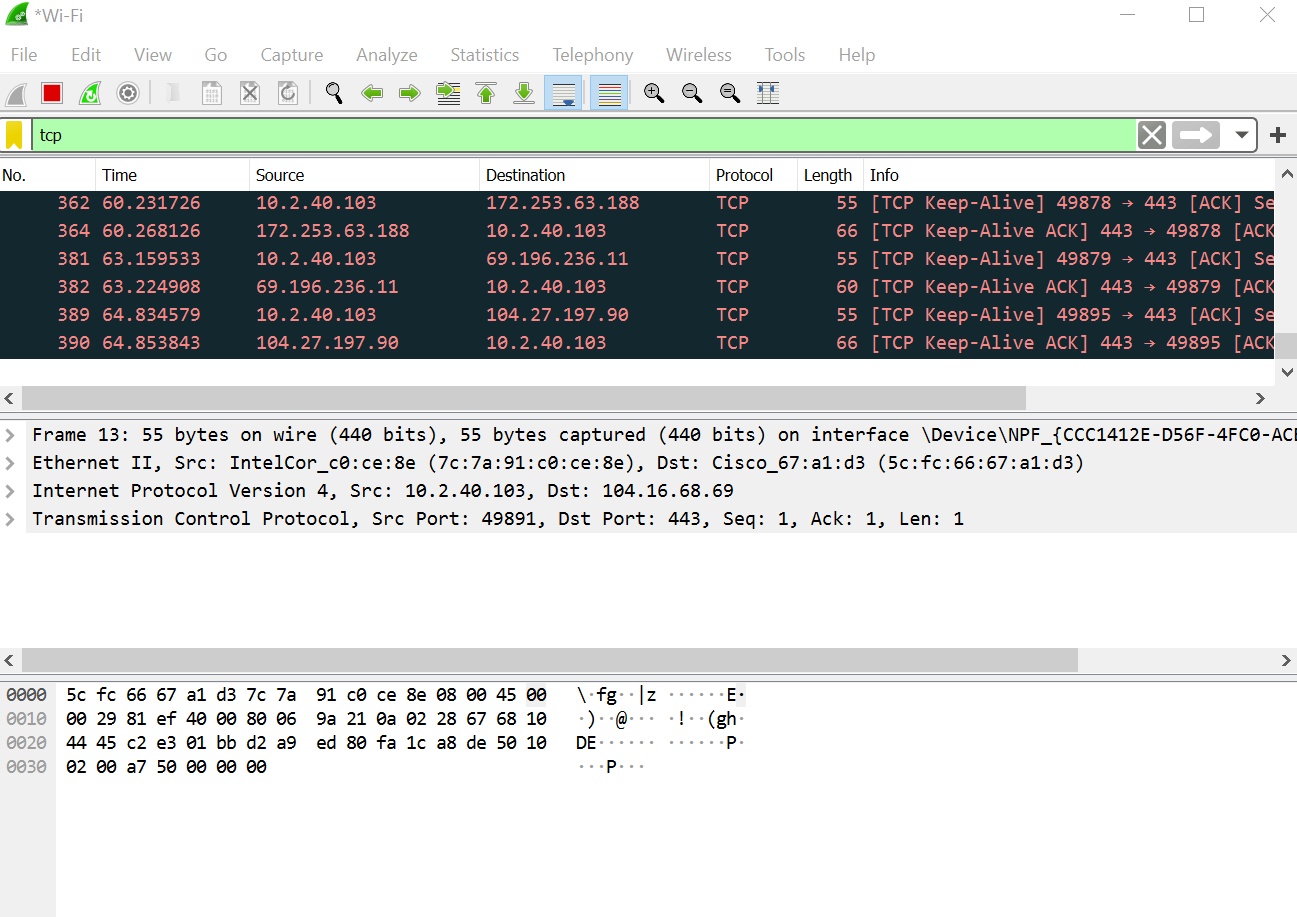 *Wi-Fi
File Edit View Go Capture Analyze Statistics Telephony Wireless Tools Help
tcp
No. Time Source Destination Protocol Length Info
362 60.231726 10.2.40.103 172.253.63.188 TCP 55 [TCP Keep-Alive] 49878 → 443 [ACK] Se
364 60.268126 172.253.63.188 10.2.40.103 TCP 66 [TCP Keep-Alive ACK] 443 → 49878 [ACK
381 63.159533 10.2.40.103 69.196.236.11 TCP 55 [TCP Keep-Alive] 49879 → 443 [ACK] Se
382 63.224908 69.196.236.11 10.2.40.103 TCP 60 [TCP Keep-Alive ACK] 443 → 49879 [ACK
389 64.834579 10.2.40.103 104.27.197.90 TCP 55 [TCP Keep-Alive] 49895 → 443 [ACK] Se
390 64.853843 104.27.197.90 10.2.40.103 TCP 66 [TCP Keep-Alive ACK] 443 → 49895 [ACK
Frame 13: 55 bytes on wire (440 bits), 55 bytes captured (440 bits) on interface \Device\NPF_{CCC1412E-D56F-4FC0-ACE
Ethernet II, Src: IntelCor_c0:ce:8e (7c:7a:91:c0:ce:8e), Dst: Cisco_67:a1:d3 (5c:fc:66:67:a1:d3)
Internet Protocol Version 4, Src: 10.2.40.103, Dst: 104.16.68.69
Transmission Control Protocol, Src Port: 49891, Dst Port: 443, Seq: 1, Ack: 1, Len: 1
0000 5c fc 66 67 a1 d3 7c 7a 91 c0 ce 8e 08 00 45 00 \·fg··|z ······E·
0010 00 29 81 ef 40 00 80 06 9a 21 0a 02 28 67 68 10 ·)··@··· ·!··(gh·
0020 44 45 c2 e3 01 bb d2 a9 ed 80 fa 1c a8 de 50 10 DE······ ······P·
0030 02 00 a7 50 00 00 00 ···P···